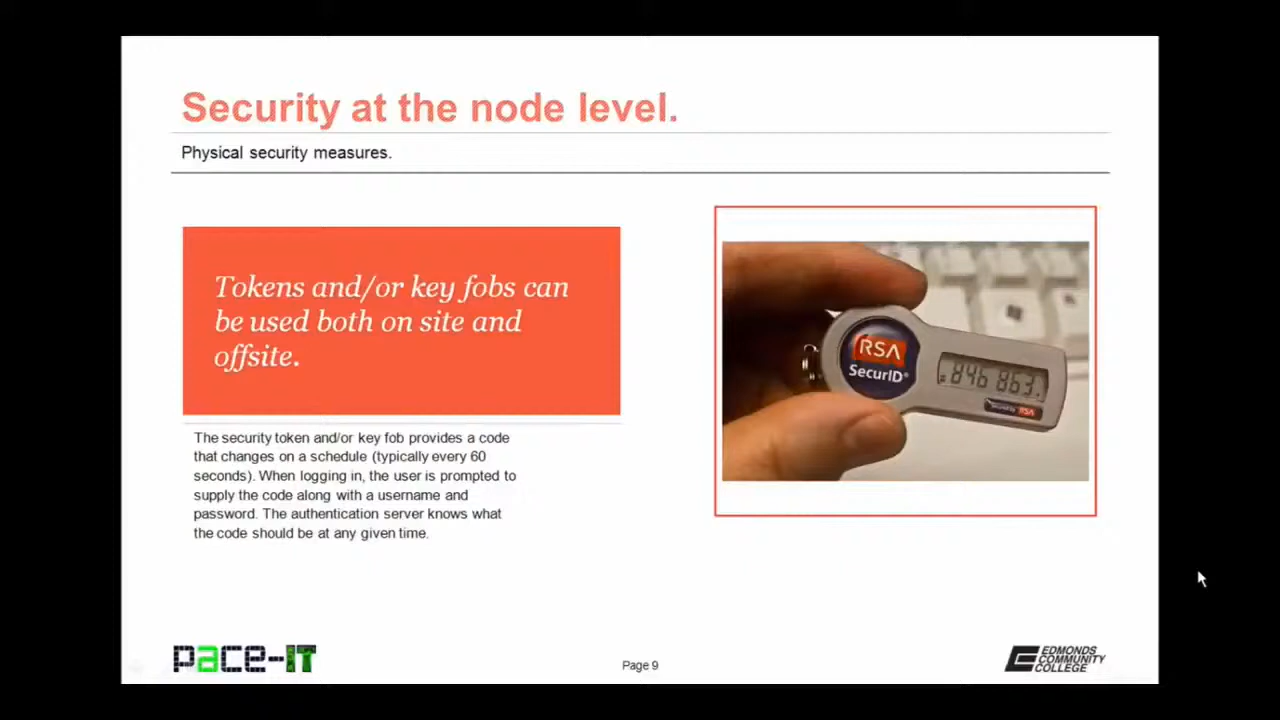 Security at the node level.
Physical security measures.
Tokens and/or key fobs can
be used both on site and
offsite.
The security token and/or key fob provides a code
that changes on a schedule (typically every 60
seconds). When logging in, the user is prompted to
supply the code along with a username and
password. The authentication server knows what
the code should be at any given time.
RSA
SecurID®
846 863
RSA
pace-IT
Page 9
EDMONDS
COMMUNITY
COLLEGE